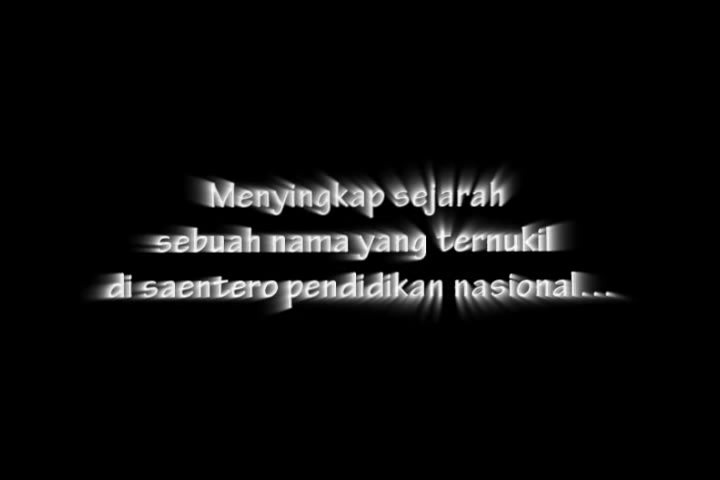 Menyingkap sejarah
sebuah nama yang ternukil
di saentero pendidikan nasional...